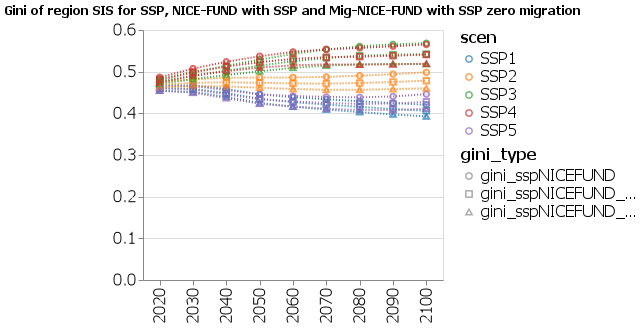 Gini of region SIS for SSP, NICE-FUND with SSP and Mig-NICE-FUND with SSP zero migration
0.6
0.5
0.4
0.3
0.2
0.1
0.0
2020
2030
2040
2050
2060
2070
2080
2090
2100
scen
SSP1
SSP2
SSP3
SSP4
SSP5
gini_type
gini_sspNICEFUND
gini_sspNICEFUND_...
gini_sspNICEFUND_...